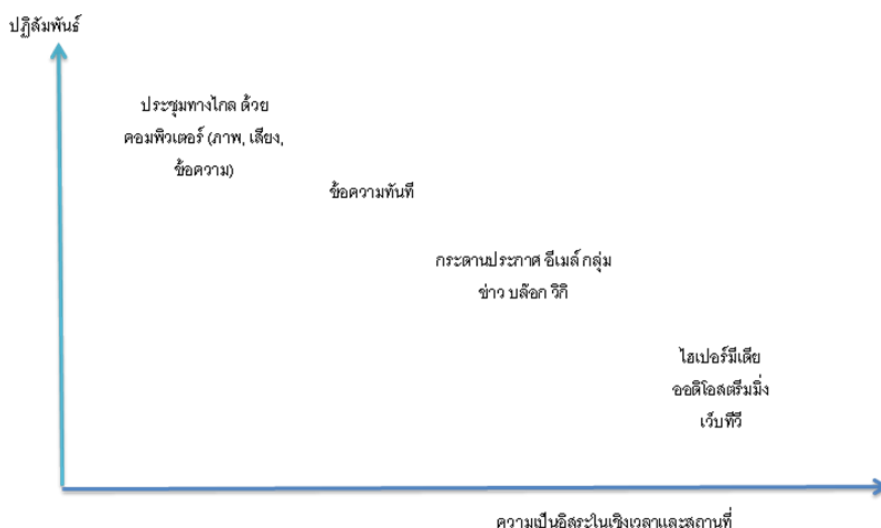 ปฏิสัมพันธ์
ประชุมทางไกล ด้วย
คอมพิวเตอร์ (ภาพ, เสียง,
ข้อความ)
ข้อความทันที
กระดานประกาศ อีเมล์ กลุ่ม
ข่าว บล๊อก วิกิ
ไฮเปอร์มีเดีย
ออดิโอสตรีมมิ่ง
เว็บทีวี
ความเป็นอิสระในเชิงเวลาและสถานที่